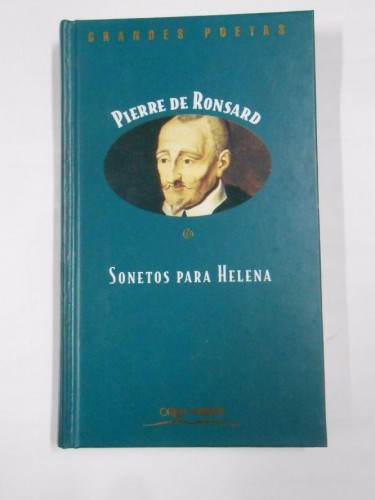 GRANDES POETAS
PIERRE DE RONSARD
SONETOS PARA HELENA